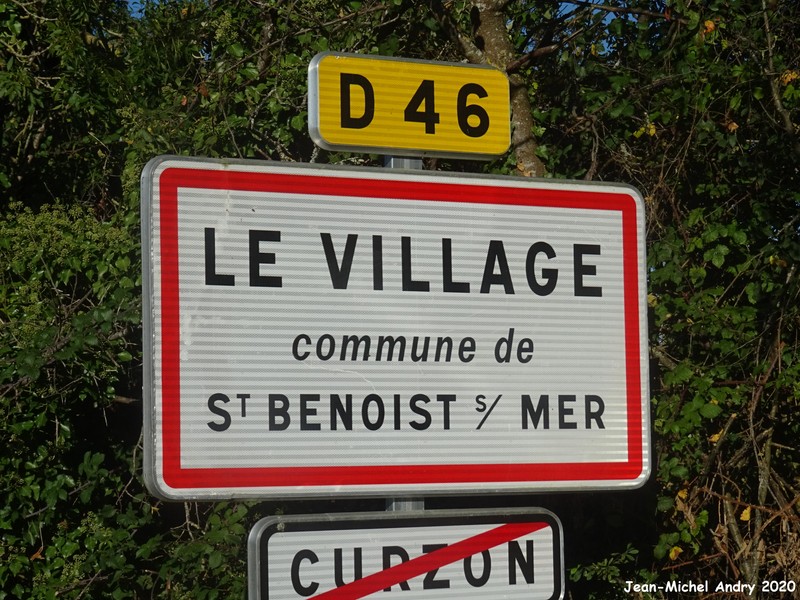 D 46
LE VILLAGE
commune de
ST BENOIST s/ MER
CURZON
Jean-Michel Andry 2020